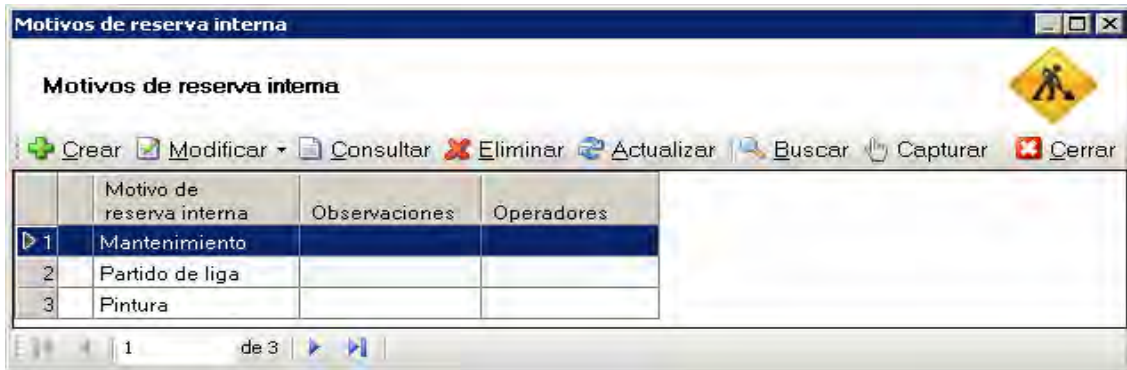 Motivos de reserva interna
Motivos de reserva interna
Crear Modificar Consultar Eliminar Actualizar Buscar Capturar Cerrar
Motivo de
reserva interna Observaciones Operadores
1 Mantenimiento
2 Partido de liga
3 Pintura
1 de 3